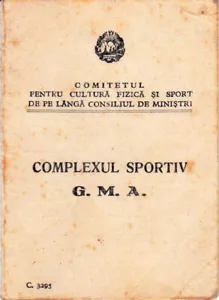 COMITETUL
PENTRU CULTURĂ FIZICĂ ȘI SPORT
DE PE LÂNGĂ CONSILIUL DE MINIȘTRI
COMPLEXUL SPORTIV
G. M. A.
C. 3295